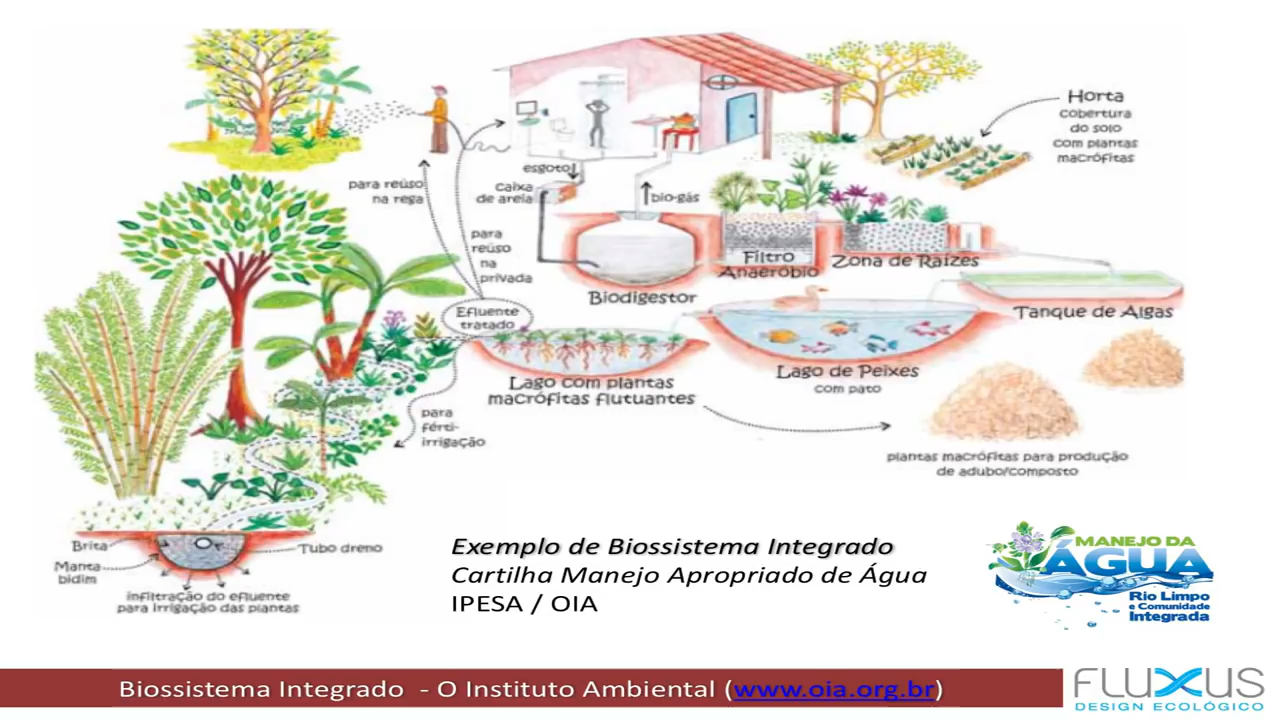 Horta
cobertura
do solo
com plantas
macrófitas
esgoto
caixa
de areia
bio-gás
para reúso
na rega
para
reúso
na
privada
Filtro
Anaeróbio
Zona de Raízes
Biodigestor
Tanque de Algas
Efluente
tratado
Lago de Peixes
com pato
Lago com plantas
macrófitas flutuantes
para
férti-
irrigação
plantas macrófitas para produção
de adubo/composto
Brita
Manta
bidim
Tubo dreno
infiltração do efluente
para irrigação das plantas
Exemplo de Biossistema Integrado
Cartilha Manejo Apropriado de Água
IPESA / OIA
MANEJO DA
ÁGUA
Rio Limpo
e Comunidade
Integrada
Biossistema Integrado - O Instituto Ambiental (www.oia.org.br)
FLUXUS
DESIGN ECOLÓGICO